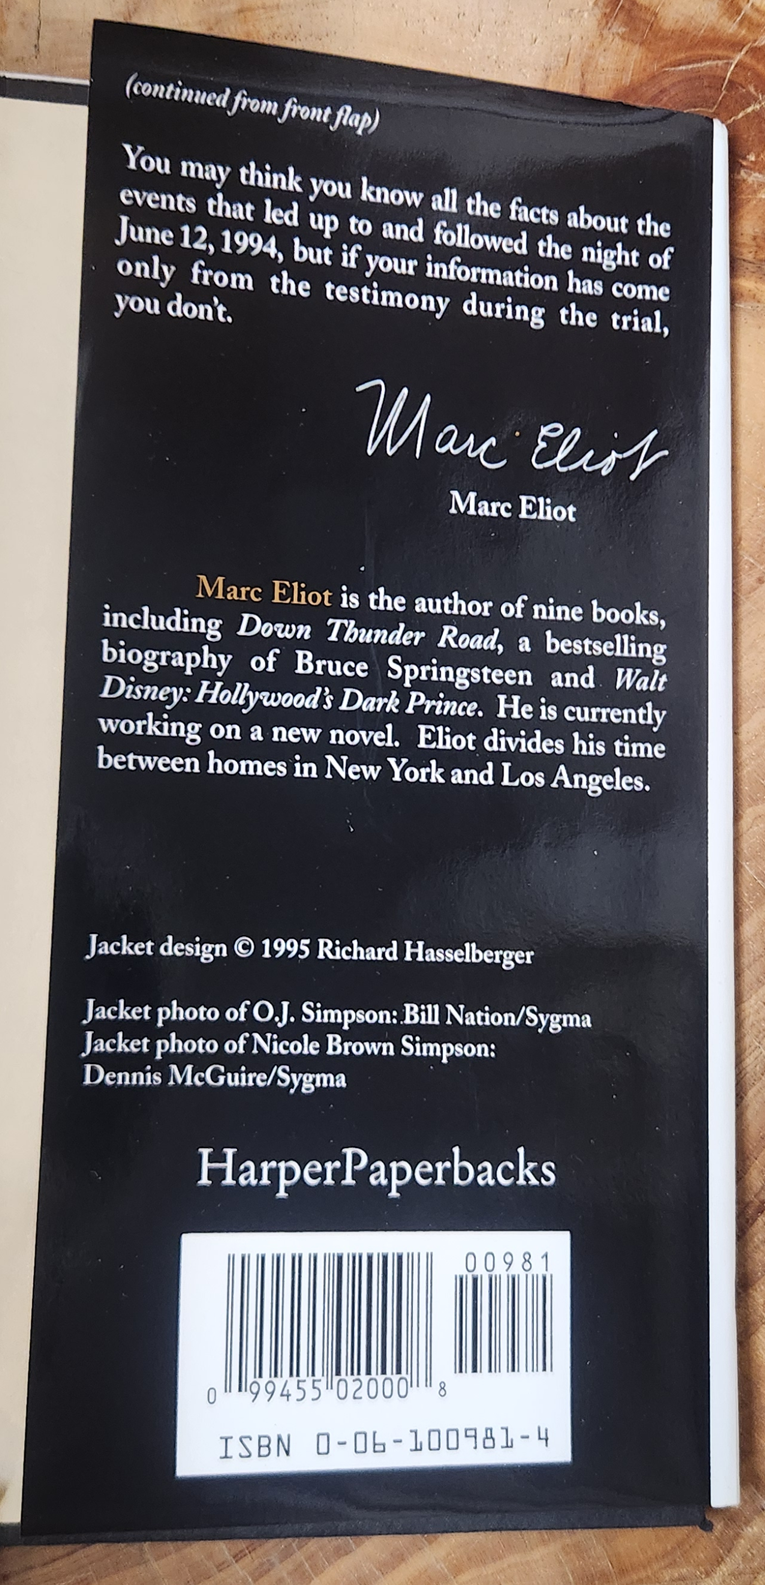 (continued from front flap)
You may think you know all the facts about the
events that led up to and followed the night of
June 12, 1994, but if your information has come
only from the testimony during the trial,
you don't.
Marc Eliot
Marc Eliot
Marc Eliot is the author of nine books,
including Down Thunder Road, a bestselling
biography of Bruce Springsteen and Walt
Disney: Hollywood's Dark Prince. He is currently
working on a new novel. Eliot divides his time
between homes in New York and Los Angeles.
Jacket design © 1995 Richard Hasselberger
Jacket photo of O.J. Simpson: Bill Nation/Sygma
Jacket photo of Nicole Brown Simpson:
Dennis McGuire/Sygma
HarperPaperbacks
00981
0 99455 02000 8
ISBN 0-06-100981-4